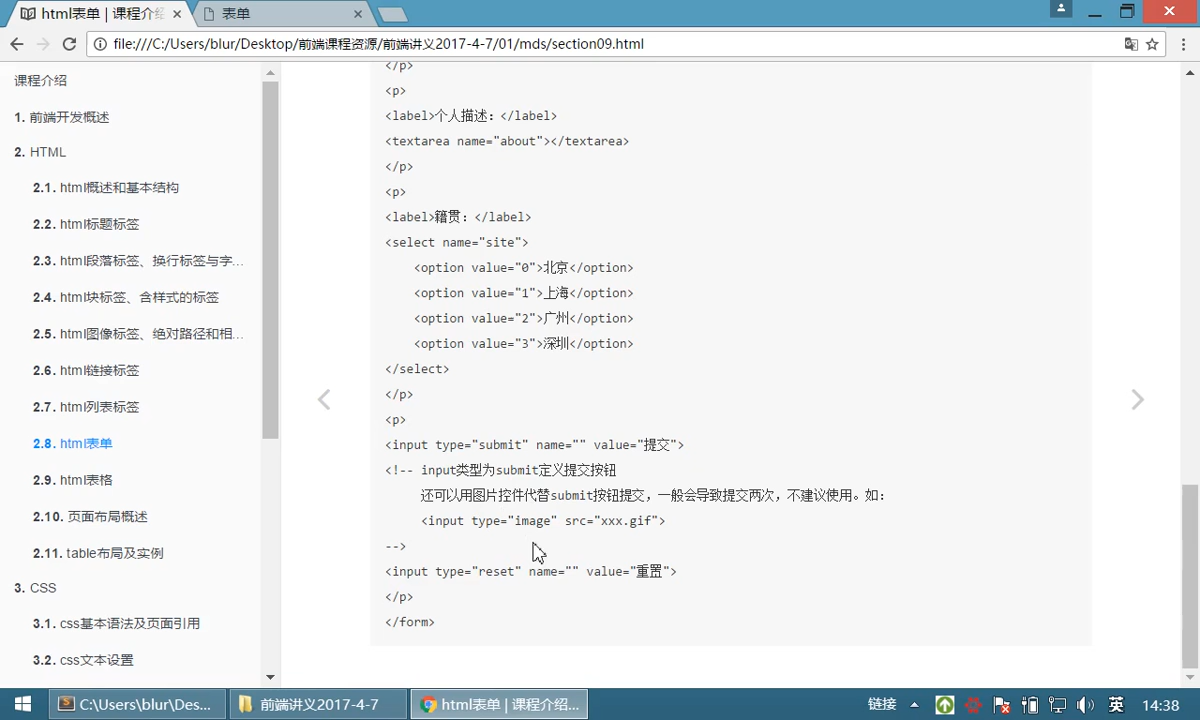 html表单 | 课程介绍
表单
file:///C:/Users/blur/Desktop/前端课程资源/前端讲义2017-4-7/01/mds/section09.html
课程介绍
1. 前端开发概述
2. HTML
2.1. html概述和基本结构
2.2. html标题标签
2.3. html段落标签、换行标签与字...
2.4. html块标签、含样式的标签
2.5. html图像标签、绝对路径和相...
2.6. html链接标签
2.7. html列表标签
2.8. html表单
2.9. html表格
2.10. 页面布局概述
2.11. table布局及实例
3. CSS
3.1. css基本语法及页面引用
3.2. css文本设置
</p>
<p>
<label>个人描述：</label>
<textarea name="about"></textarea>
</p>
<p>
<label>籍贯：</label>
<select name="site">
<option value="0">北京</option>
<option value="1">上海</option>
<option value="2">广州</option>
<option value="3">深圳</option>
</select>
</p>
<p>
<input type="submit" name="" value="提交">
<!-- input类型为submit定义提交按钮
还可以用图片控件代替submit按钮提交，一般会导致提交两次，不建议使用。如：
<input type="image" src="xxx.gif">
-->
<input type="reset" name="" value="重置">
</p>
</form>
C:\Users\blur\Des...
前端讲义2017-4-7
html表单 | 课程介绍...
链接
英
14:38